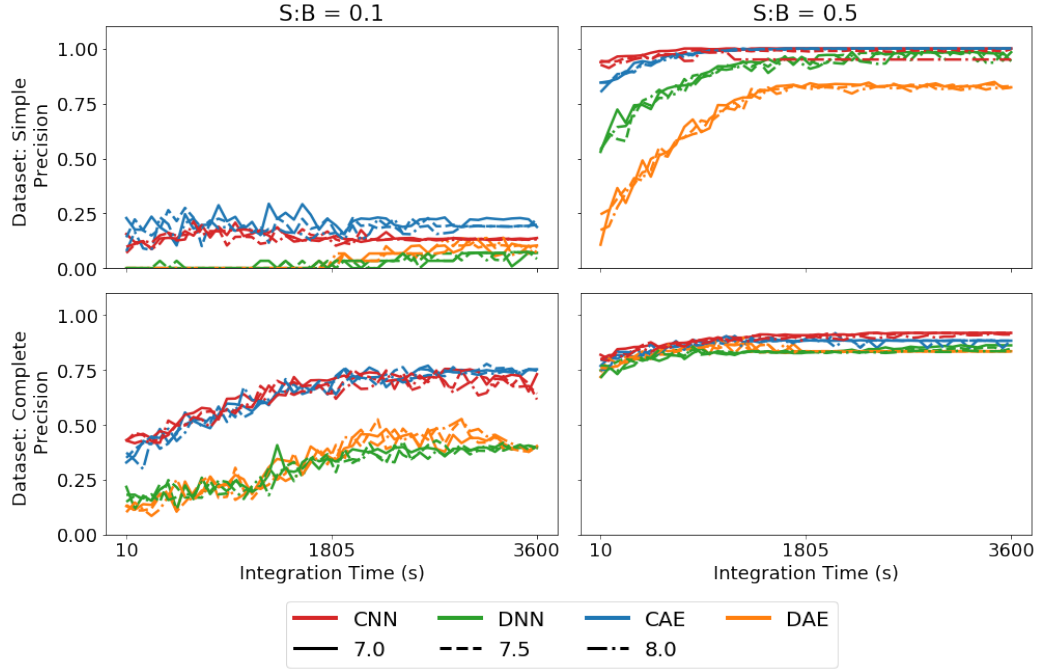 S:B = 0.1
S:B = 0.5
Dataset: Simple
Precision
1.00
0.75
0.50
0.25
0.00
Dataset: Complete
Precision
1.00
0.75
0.50
0.25
0.00
10
1805
3600
10
1805
3600
Integration Time (s)
Integration Time (s)
CNN
DNN
CAE
DAE
7.0
7.5
8.0